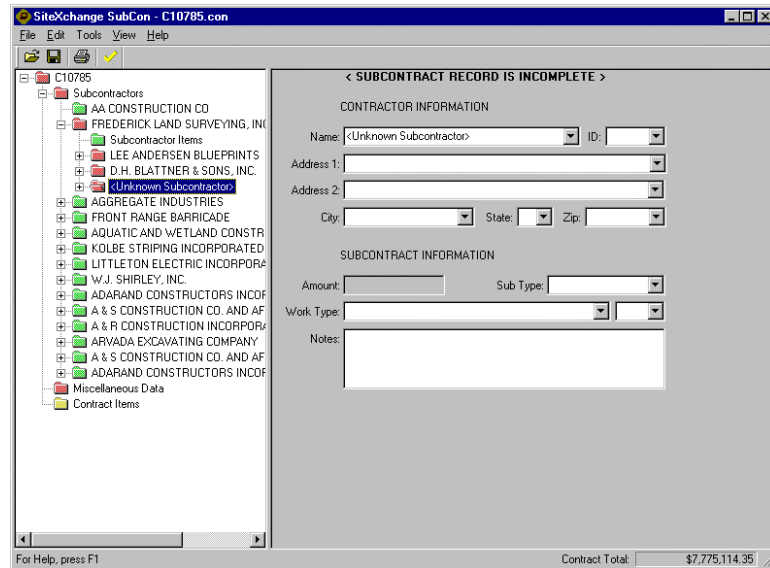 SiteXchange SubCon - C10785.con
File Edit Tools View Help
C10785
Subcontractors
AA CONSTRUCTION CO
FREDERICK LAND SURVEYING, INC
Subcontractor Items
LEE ANDERSEN BLUEPRINTS
D.H. BLATTNER & SONS, INC.
<Unknown Subcontractor>
AGGREGATE INDUSTRIES
FRONT RANGE BARRICADE
AQUATIC AND WETLAND CONSTR
KOLBE STRIPING INCORPORATED
LITTLETON ELECTRIC INCORPORA
W.J. SHIRLEY, INC.
ADARAND CONSTRUCTORS INCOF
A & S CONSTRUCTION CO. AND AF
A & R CONSTRUCTION INCORPORA
ARVADA EXCAVATING COMPANY
A & S CONSTRUCTION CO. AND AF
ADARAND CONSTRUCTORS INCOF
Miscellaneous Data
Contract Items
< SUBCONTRACT RECORD IS INCOMPLETE >
CONTRACTOR INFORMATION
Name: <Unknown Subcontractor> ID:
Address 1:
Address 2:
City: State: Zip:
SUBCONTRACT INFORMATION
Amount: Sub Type:
Work Type:
Notes:
For Help, press F1
Contract Total: $7,775,114.35